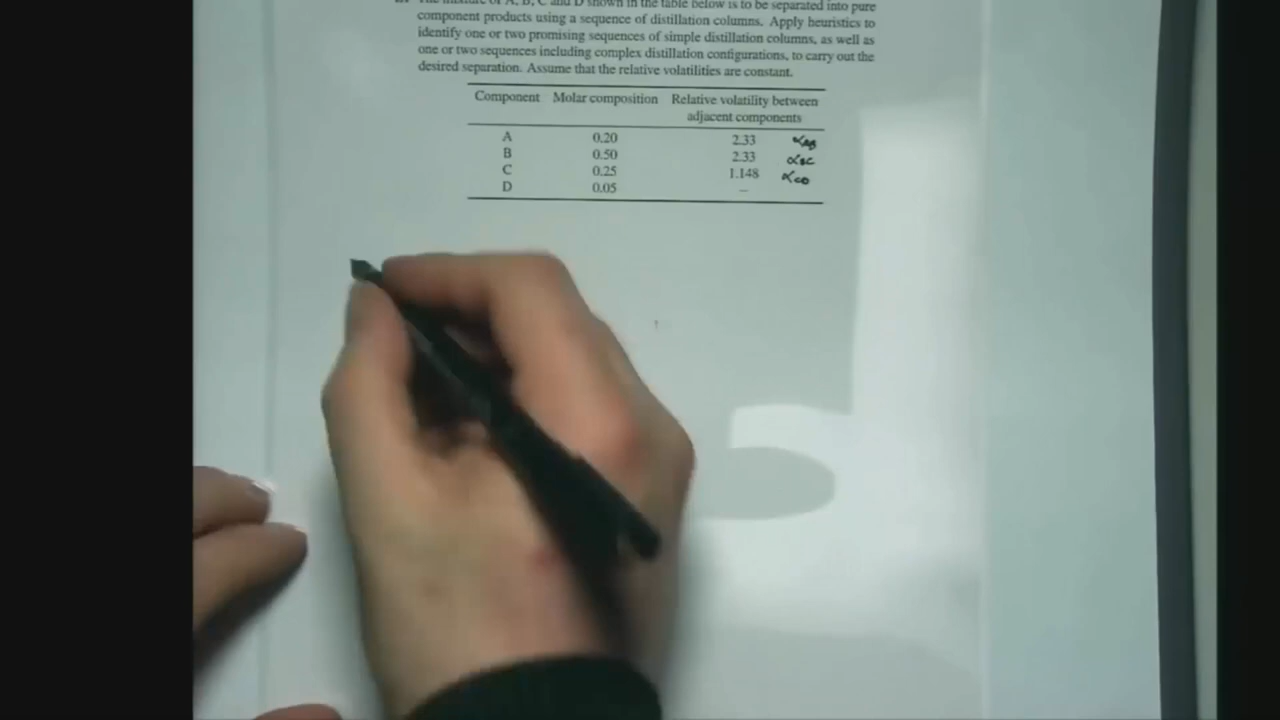 The mixture of A, B, C and D shown in the table below is to be separated into pure
component products using a sequence of distillation columns. Apply heuristics to
identify one or two promising sequences of simple distillation columns, as well as
one or two sequences including complex distillation configurations, to carry out the
desired separation. Assume that the relative volatilities are constant.
Component Molar composition Relative volatility between
adjacent components
A 0.20 2.33 αAB
B 0.50 2.33 αBC
C 0.25 1.148 αCD
D 0.05 –